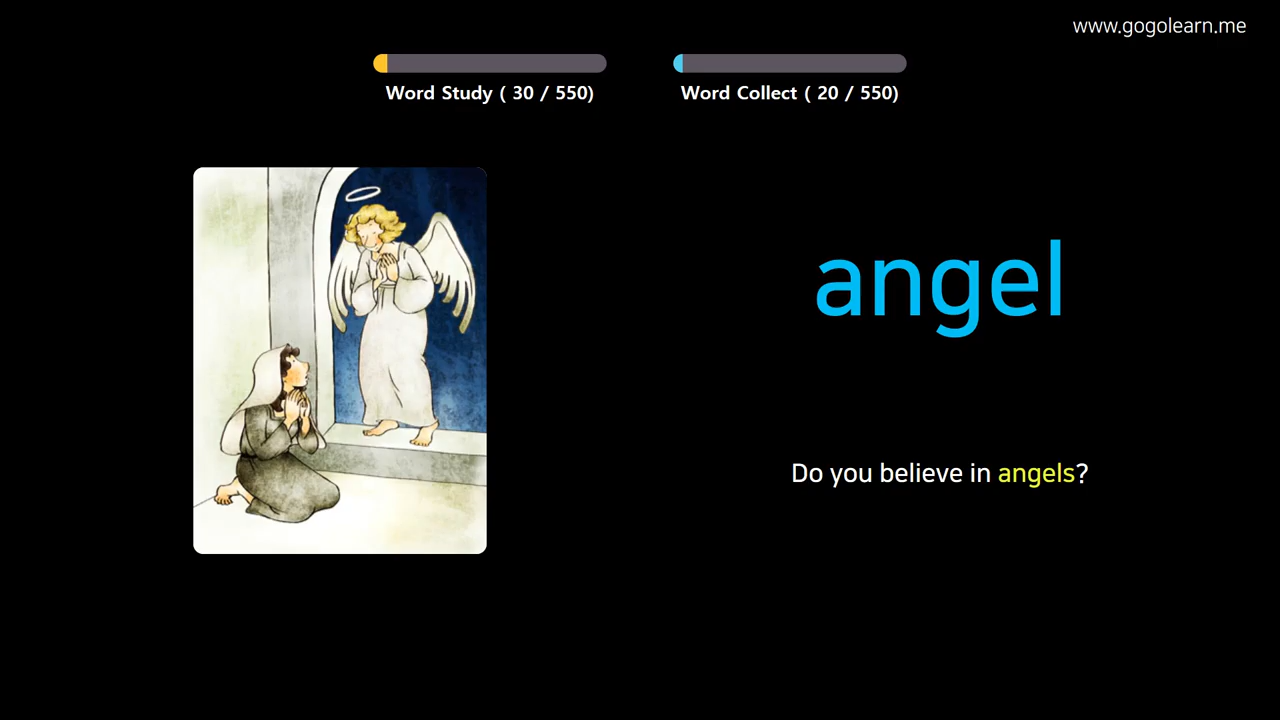 www.gogolearn.me
Word Study ( 30 / 550)
Word Collect ( 20 / 550)
angel
Do you believe in angels?